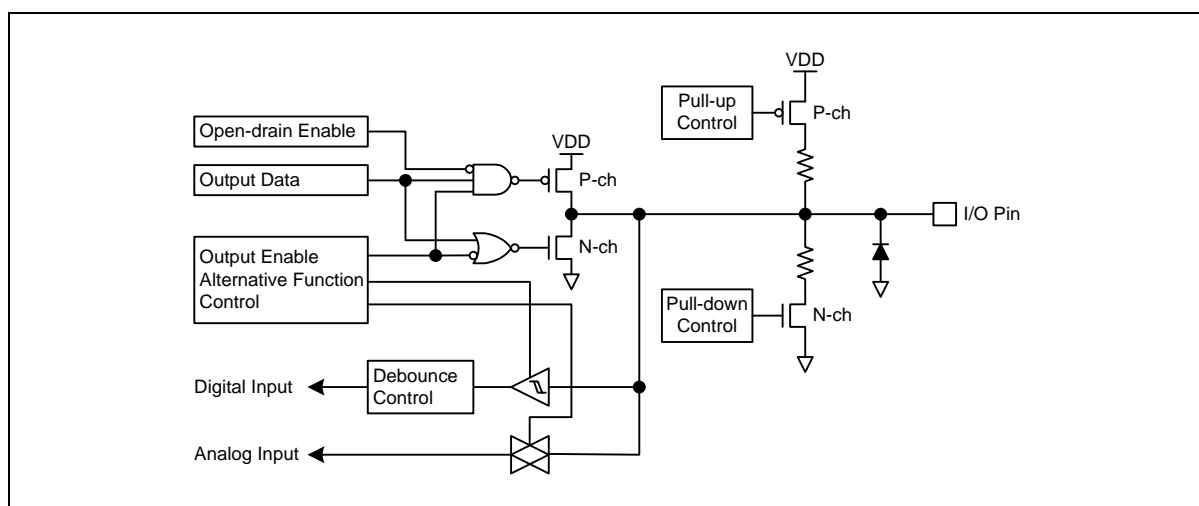 VDD
Pull-up
Control
P-ch
Open-drain Enable
VDD
Output Data
P-ch
I/O Pin
Output Enable
Alternative Function
Control
N-ch
Pull-down
Control
N-ch
Digital Input
Debounce
Control
Analog Input